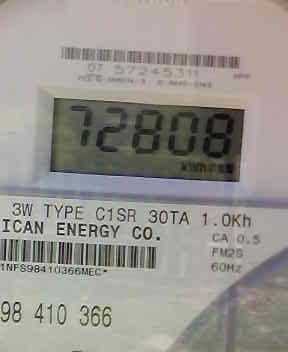 07 57245311
72808
kWh
3W TYPE C1SR 30TA 1.0Kh
ICAN ENERGY CO.
CA 0.5
FM2S
60Hz
1NFS98410366MEC*
98 410 366